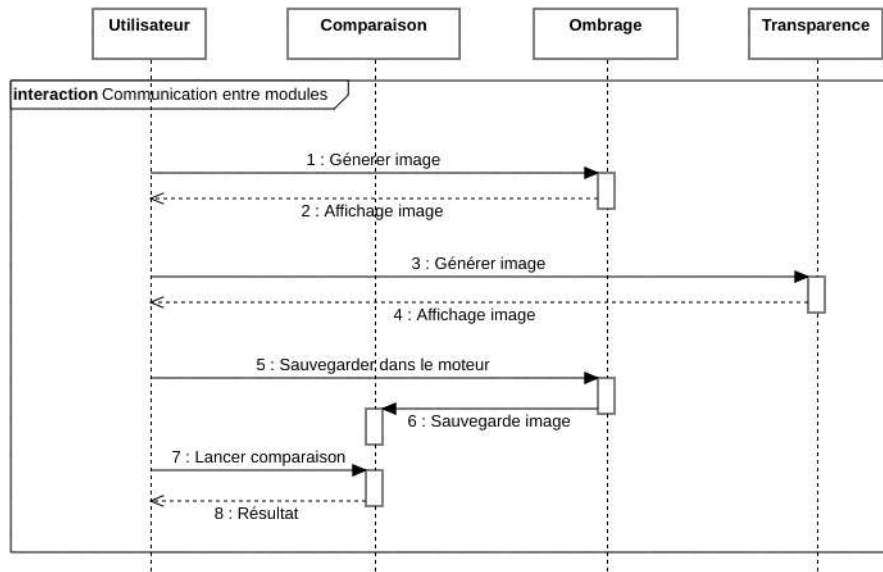 Utilisateur
Comparaison
Ombrage
Transparence
interaction Communication entre modules
1 : Génerer image
2 : Affichage image
3 : Générer image
4 : Affichage image
5 : Sauvegarder dans le moteur
6 : Sauvegarde image
7 : Lancer comparaison
8 : Résultat